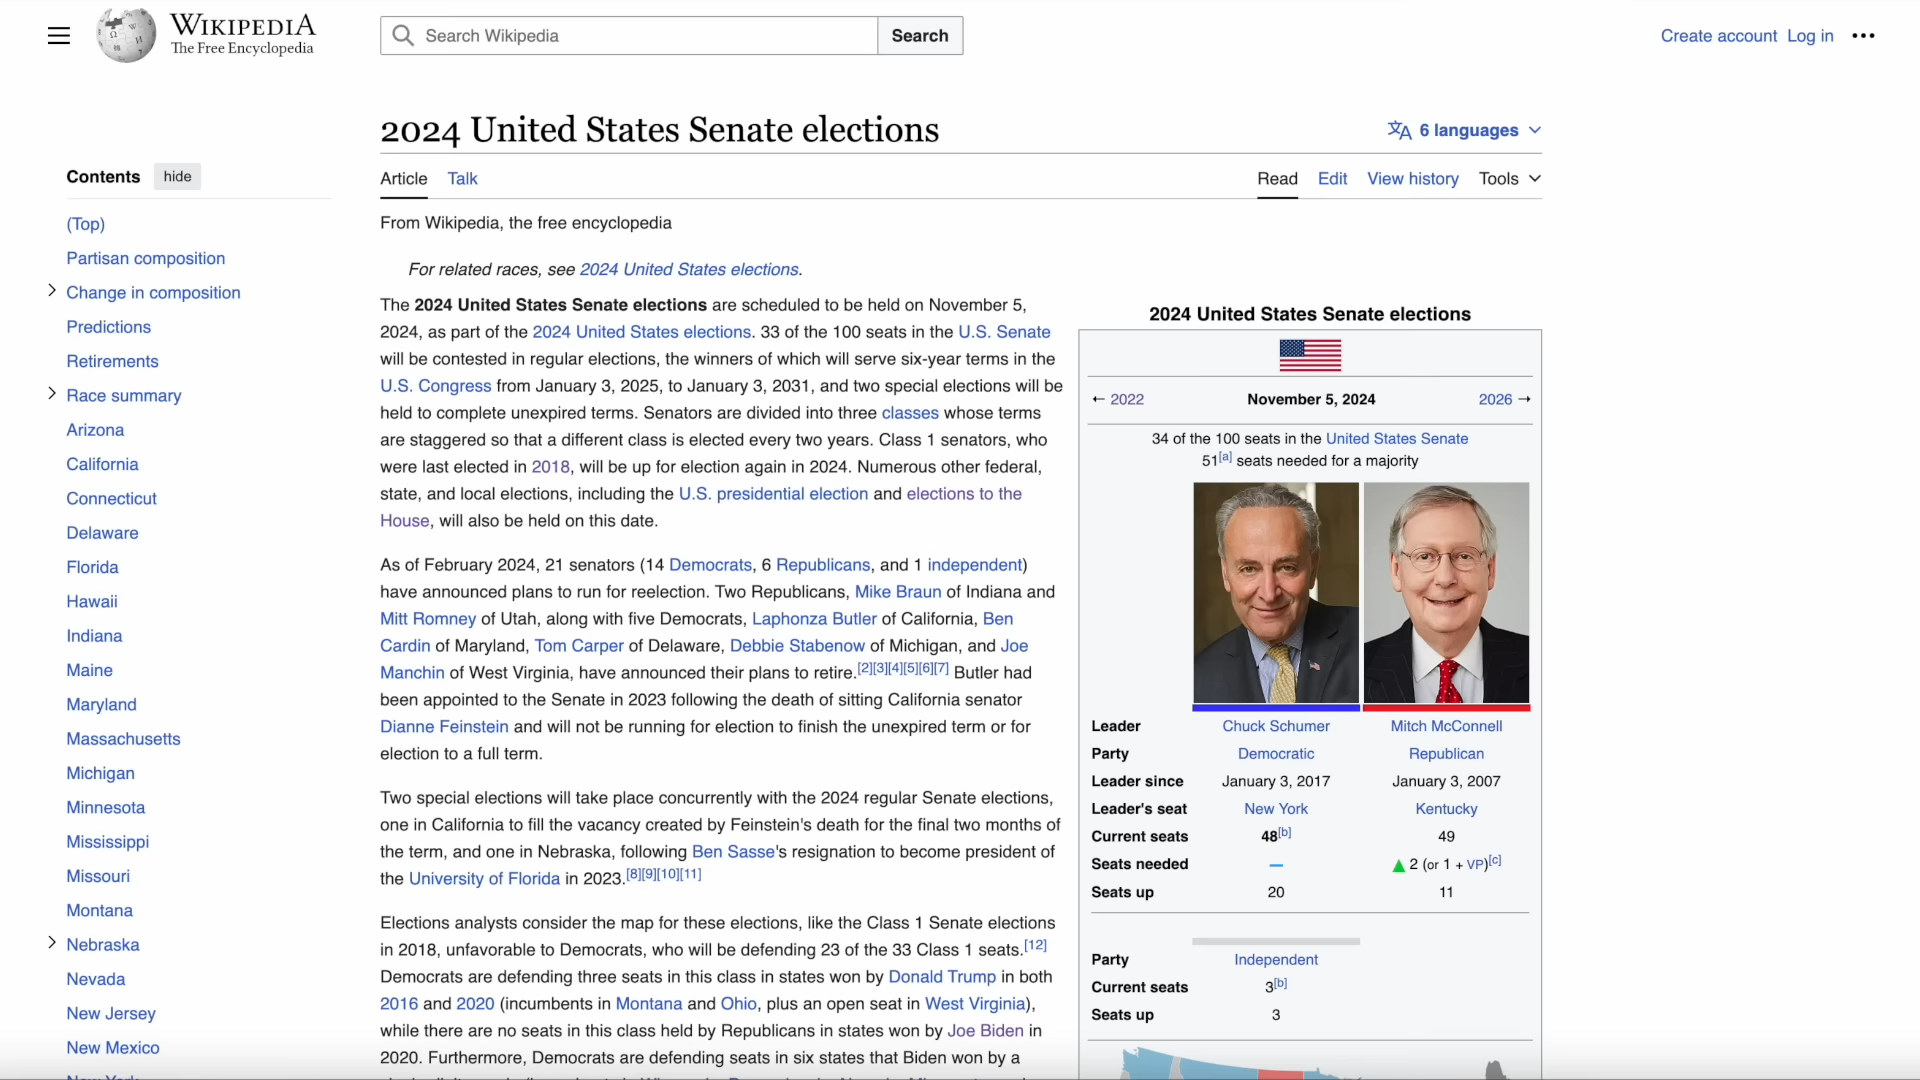 WIKIPEDIA
The Free Encyclopedia
Search Wikipedia
Search
Create account Log in
2024 United States Senate elections
6 languages
Contents hide
(Top)
Partisan composition
Change in composition
Predictions
Retirements
Race summary
Arizona
California
Connecticut
Delaware
Florida
Hawaii
Indiana
Maine
Maryland
Massachusetts
Michigan
Minnesota
Mississippi
Missouri
Montana
Nebraska
Nevada
New Jersey
New Mexico
Article Talk
Read Edit View history Tools
From Wikipedia, the free encyclopedia
For related races, see 2024 United States elections.
The 2024 United States Senate elections are scheduled to be held on November 5,
2024, as part of the 2024 United States elections. 33 of the 100 seats in the U.S. Senate
will be contested in regular elections, the winners of which will serve six-year terms in the
U.S. Congress from January 3, 2025, to January 3, 2031, and two special elections will be
held to complete unexpired terms. Senators are divided into three classes whose terms
are staggered so that a different class is elected every two years. Class 1 senators, who
were last elected in 2018, will be up for election again in 2024. Numerous other federal,
state, and local elections, including the U.S. presidential election and elections to the
House, will also be held on this date.
As of February 2024, 21 senators (14 Democrats, 6 Republicans, and 1 independent)
have announced plans to run for reelection. Two Republicans, Mike Braun of Indiana and
Mitt Romney of Utah, along with five Democrats, Laphonza Butler of California, Ben
Cardin of Maryland, Tom Carper of Delaware, Debbie Stabenow of Michigan, and Joe
Manchin of West Virginia, have announced their plans to retire.[2][3][4][5][6][7] Butler had
been appointed to the Senate in 2023 following the death of sitting California senator
Dianne Feinstein and will not be running for election to finish the unexpired term or for
election to a full term.
Two special elections will take place concurrently with the 2024 regular Senate elections,
one in California to fill the vacancy created by Feinstein's death for the final two months of
the term, and one in Nebraska, following Ben Sasse's resignation to become president of
the University of Florida in 2023.[8][9][10][11]
Elections analysts consider the map for these elections, like the Class 1 Senate elections
in 2018, unfavorable to Democrats, who will be defending 23 of the 33 Class 1 seats.[12]
Democrats are defending three seats in this class in states won by Donald Trump in both
2016 and 2020 (incumbents in Montana and Ohio, plus an open seat in West Virginia),
while there are no seats in this class held by Republicans in states won by Joe Biden in
2020. Furthermore, Democrats are defending seats in six states that Biden won by a
2024 United States Senate elections
← 2022 November 5, 2024 2026 →
34 of the 100 seats in the United States Senate
51[a] seats needed for a majority
Leader Chuck Schumer Mitch McConnell
Party Democratic Republican
Leader since January 3, 2017 January 3, 2007
Leader's seat New York Kentucky
Current seats 48[b] 49
Seats needed — ▲ 2 (or 1 + VP)[c]
Seats up 20 11
Party Independent
Current seats 3[b]
Seats up 3